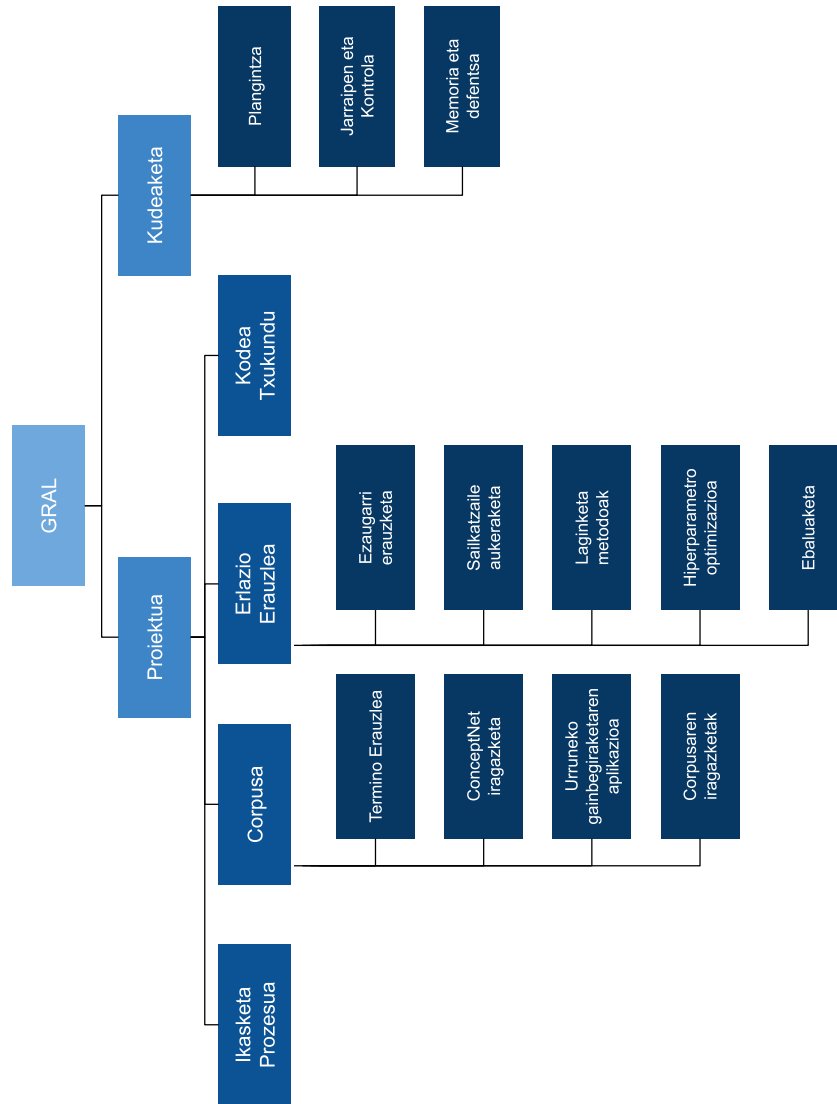 GRAL
Proiektua
Kudeaketa
Ikasketa
Prozesua
Corpusa
Erlazio
Erauzlea
Kodea
Txukundu
Plangintza
Jarraipen eta
Kontrola
Memoria eta
defentsa
Termino Erauzlea
ConceptNet
iragazketa
Urruneko
gainbegiraketaren
aplikazioa
Corpusaren
iragazketak
Ezaugarri
erauzketa
Sailkatzaile
aukeraketa
Laginketa
metodoak
Hiperparametro
optimizazioa
Ebaluaketa